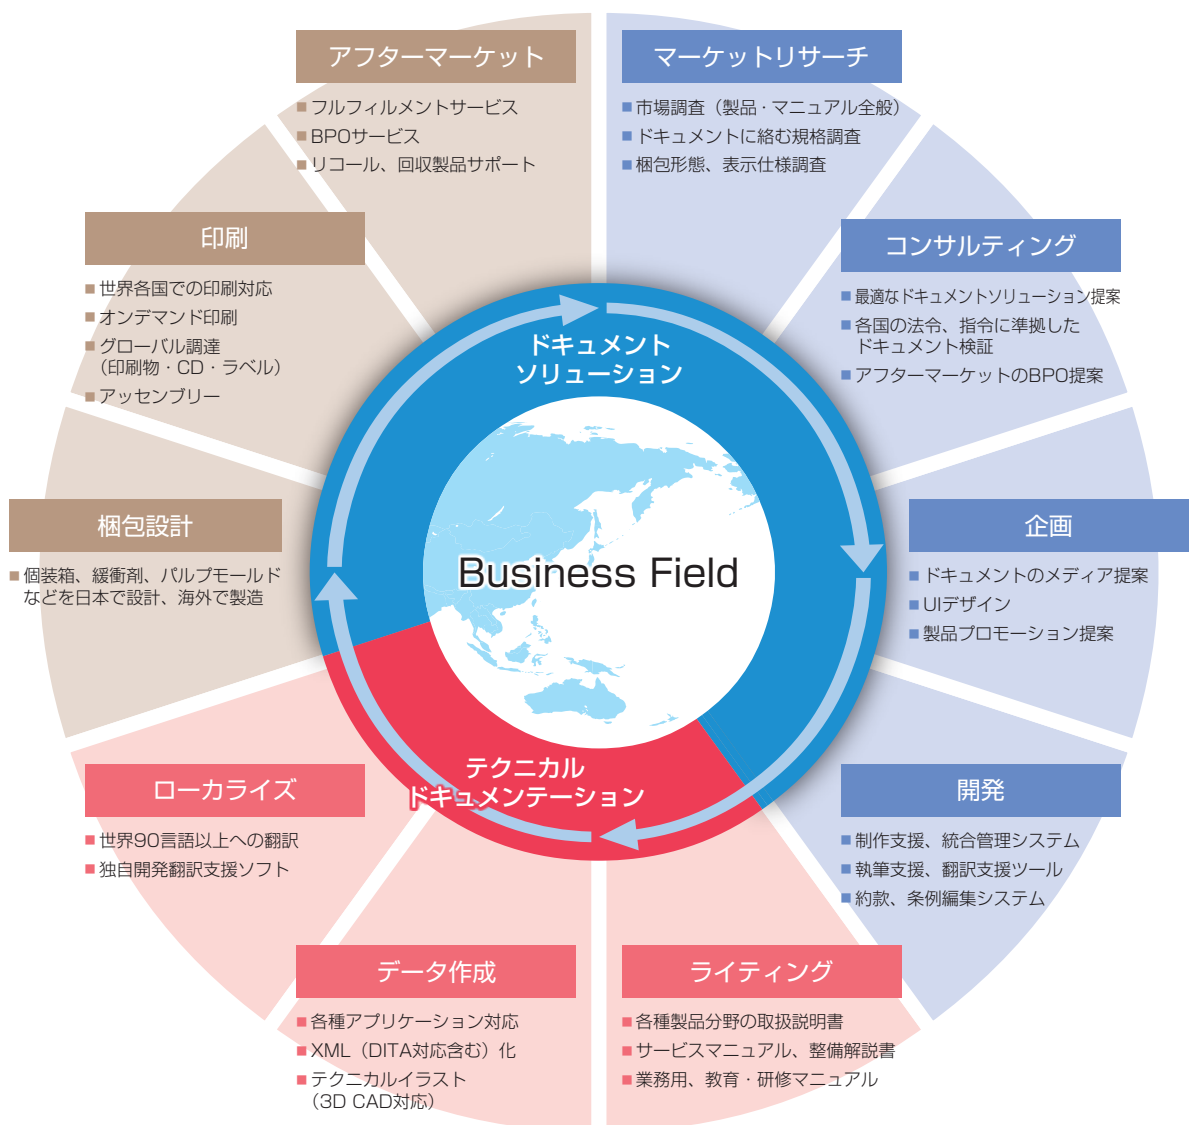 アフターマーケット
■フルフィルメントサービス
■BPOサービス
■リコール、回収製品サポート
マーケットリサーチ
■市場調査（製品・マニュアル全般）
■ドキュメントに絡む規格調査
■梱包形態、表示仕様調査
コンサルティング
■最適なドキュメントソリューション提案
■各国の法令、指令に準拠した
ドキュメント検証
■アフターマーケットのBPO提案
企画
■ドキュメントのメディア提案
■UIデザイン
■製品プロモーション提案
開発
■制作支援、統合管理システム
■執筆支援、翻訳支援ツール
■約款、条例編集システム
ライティング
■各種製品分野の取扱説明書
■サービスマニュアル、整備解説書
■業務用、教育・研修マニュアル
データ作成
■各種アプリケーション対応
■XML（DITA対応含む）化
■テクニカルイラスト
（3D CAD対応）
ローカライズ
■世界90言語以上への翻訳
■独自開発翻訳支援ソフト
梱包設計
■個装箱、緩衝剤、パルプモールド
などを日本で設計、海外で製造
印刷
■世界各国での印刷対応
■オンデマンド印刷
■グローバル調達
（印刷物・CD・ラベル）
■アッセンブリー
ドキュメント
ソリューション
Business Field
テクニカル
ドキュメンテーション